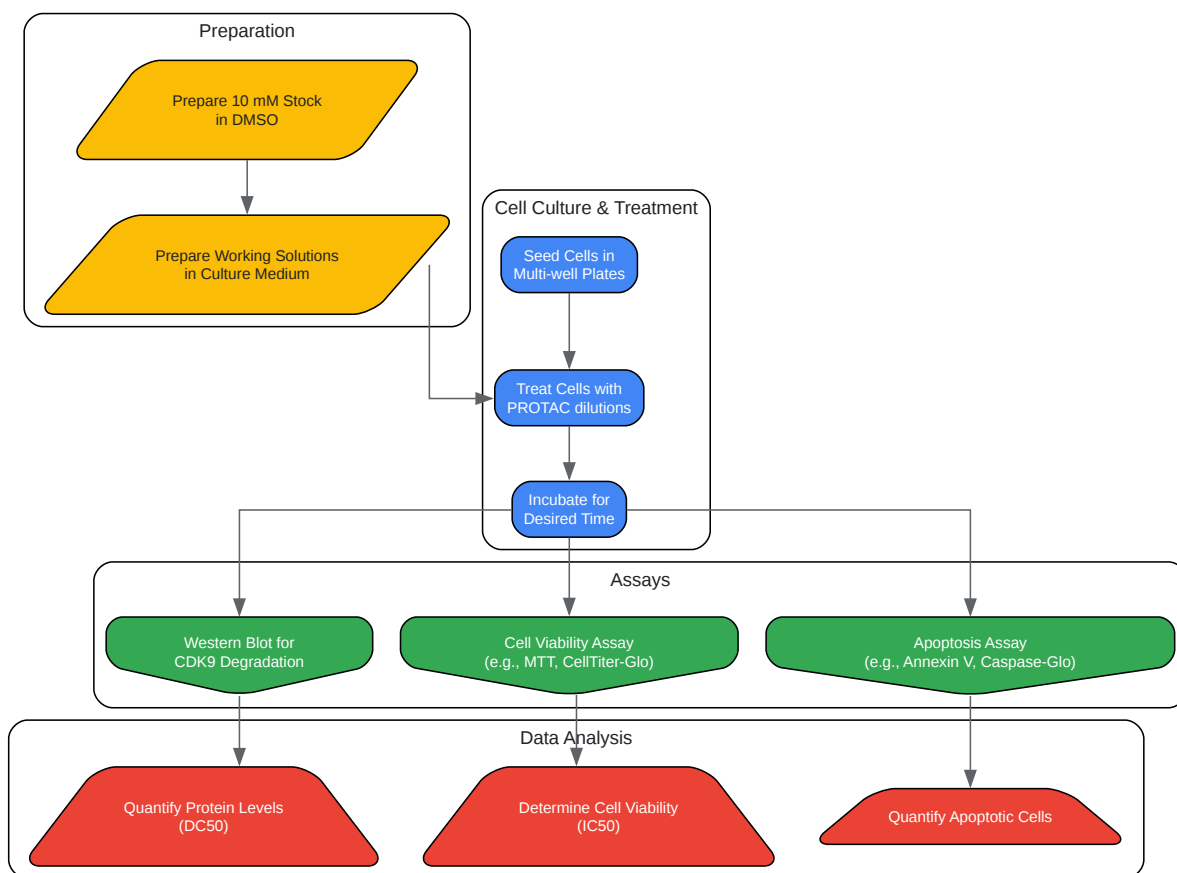 Preparation
Prepare 10 mM Stock
in DMSO
Prepare Working Solutions
in Culture Medium
Cell Culture & Treatment
Seed Cells in
Multi-well Plates
Treat Cells with
PROTAC dilutions
Incubate for
Desired Time
Assays
Western Blot for
CDK9 Degradation
Cell Viability Assay
(e.g., MTT, CellTiter-Glo)
Apoptosis Assay
(e.g., Annexin V, Caspase-Glo)
Data Analysis
Quantify Protein Levels
(DC50)
Determine Cell Viability
(IC50)
Quantify Apoptotic Cells